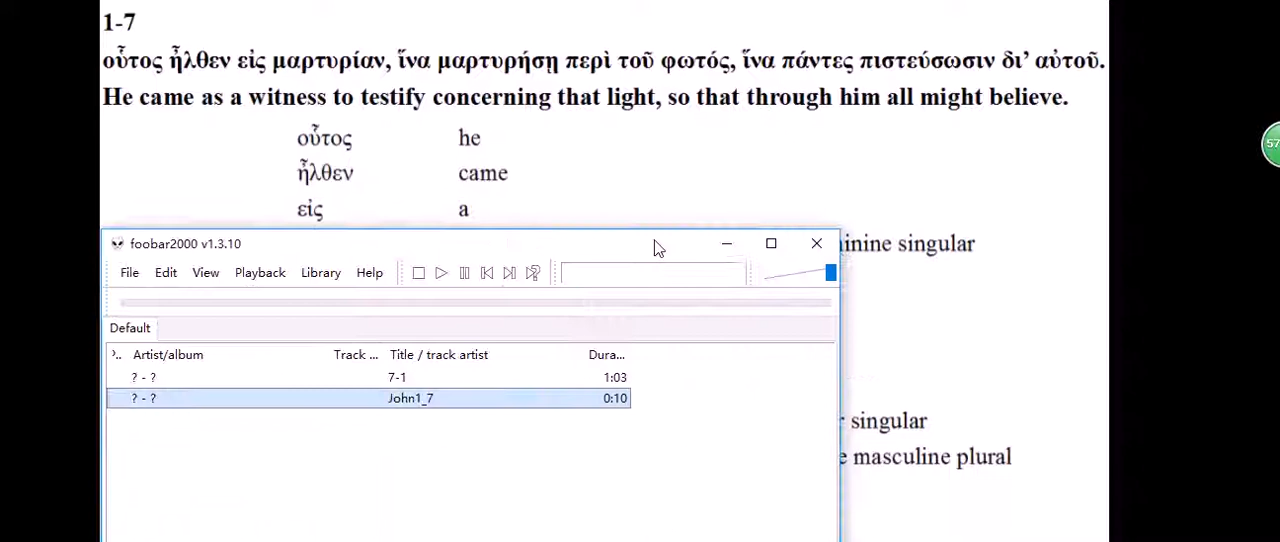 1-7
οὗτος ἦλθεν εἰς μαρτυρίαν, ἵνα μαρτυρήσῃ περὶ τοῦ φωτός, ἵνα πάντες πιστεύσωσιν δι’ αὐτοῦ.
He came as a witness to testify concerning that light, so that through him all might believe.
οὗτος he
ἦλθεν came
εἰς a
foobar2000 v1.3.10
singular
File Edit View Playback Library Help
Default
Artist/album Track ... Title / track artist Dura...
? - ? 7-1 1:03
? - ? John1_7 0:10
singular
masculine plural
57